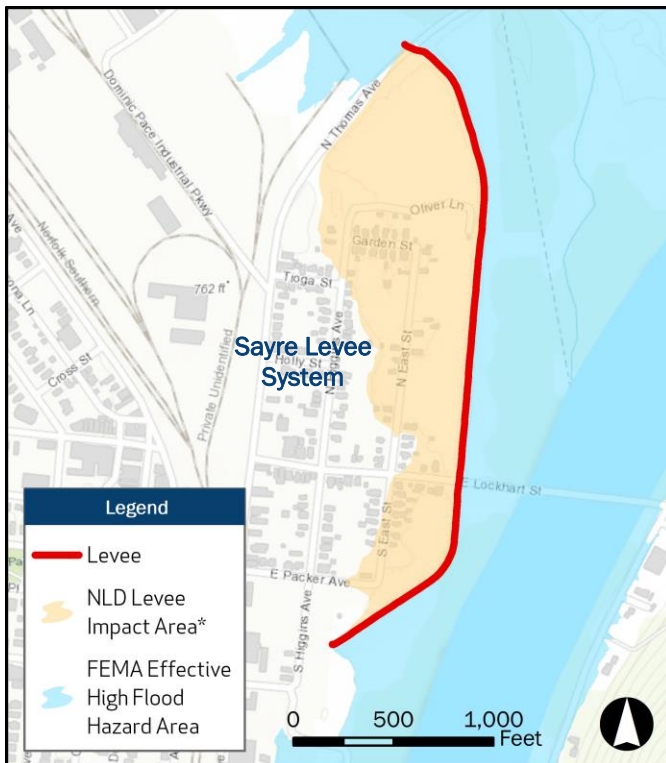 N Thomas Ave
Dominic Pace Industrial Pkwy
Olivet Ln
Garden St
Ave
Norfolk Southern
Tioga St
762 ft
Sayre Levee
System
Holly St
N East St
Cross St
Private Unidentified
E Lockhart St
S East St
E Packer Ave
S Higgins Ave
Legend
Levee
NLD Levee
Impact Area*
FEMA Effective
High Flood
Hazard Area
0 500 1,000
Feet